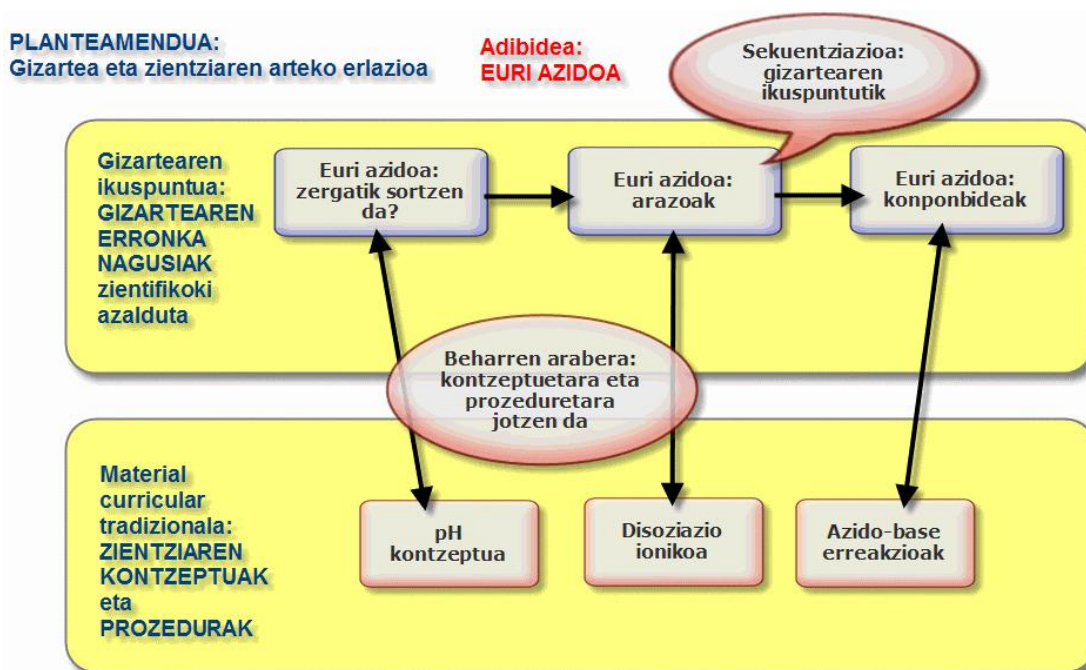 PLANTEAMENDUA:
Gizartea eta zientziaren arteko erlazioa
Adibidea:
EURI AZIDOA
Sekuentziazioa:
gizartearen
ikuspuntutik
Gizartearen
ikuspuntua:
GIZARTEAREN
ERRONKA
NAGUSIAK
zientifikoki
azalduta
Euri azidoa:
zergatik sortzen
da?
Euri azidoa:
arazoak
Euri azidoa:
konponbideak
Beharren arabera:
kontzeptuetara eta
prozeduretara
jotzen da
Material
curricular
tradizionala:
ZIENTZIAREN
KONTZEPTUAK
eta
PROZEDURAK
pH
kontzeptua
Disoziazio
ionikoa
Azido-base
erreakzioak